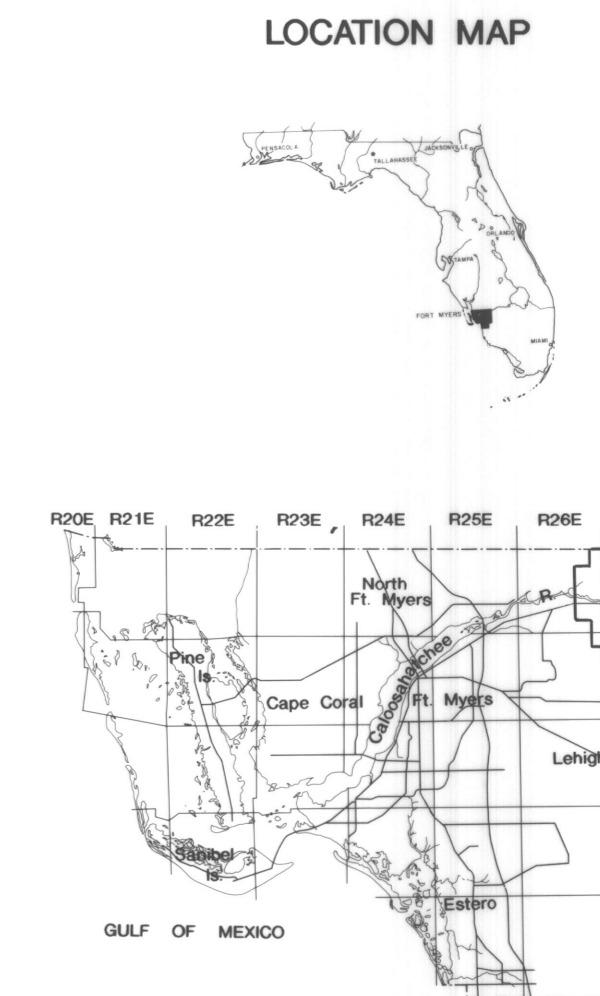 LOCATION MAP
PENSACOLA
TALLAHASSEE
JACKSONVILLE
ORLANDO
TAMPA
FORT MYERS
MIAMI
R20E R21E R22E R23E R24E R25E R26E
North
Ft. Myers
R.
Caloosahatchee
Pine
Is.
Cape Coral
Ft. Myers
Lehig
Sanibel
Is.
Estero
GULF OF MEXICO